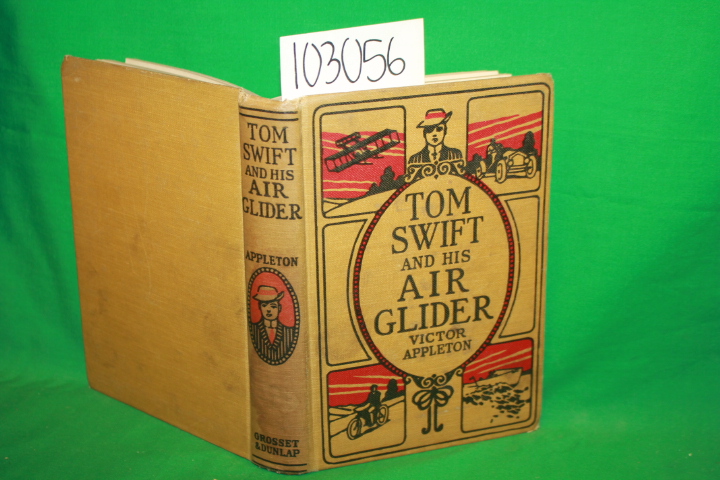 103056
TOM
SWIFT
AND HIS
AIR
GLIDER
APPLETON
GROSSET
& DUNLAP
TOM
SWIFT
AND HIS
AIR
GLIDER
VICTOR
APPLETON